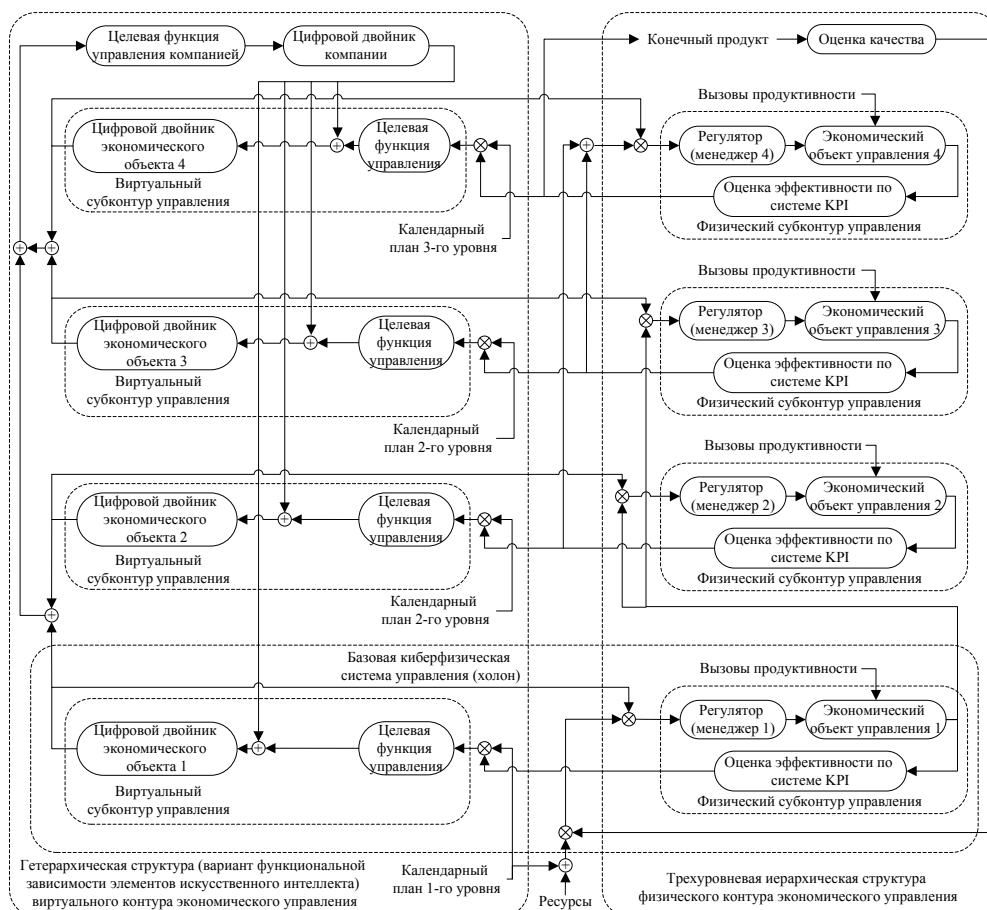 Целевая функция
управления компанией
Цифровой двойник
компании
Конечный продукт
Оценка качества
Цифровой двойник
экономического
объекта 4
Целевая
функция
управления
Виртуальный
субконтур управления
Календарный
план 3-го уровня
Вызовы продуктивности
Регулятор
(менеджер 4)
Экономический
объект управления 4
Оценка эффективности по
системе KPI
Физический субконтур управления
Цифровой двойник
экономического
объекта 3
Целевая
функция
управления
Виртуальный
субконтур управления
Календарный
план 2-го уровня
Вызовы продуктивности
Регулятор
(менеджер 3)
Экономический
объект управления 3
Оценка эффективности по
системе KPI
Физический субконтур управления
Цифровой двойник
экономического
объекта 2
Целевая
функция
управления
Виртуальный
субконтур управления
Календарный
план 2-го уровня
Вызовы продуктивности
Регулятор
(менеджер 2)
Экономический
объект управления 2
Оценка эффективности по
системе KPI
Физический субконтур управления
Базовая киберфизическая
система управления (холон)
Цифровой двойник
экономического
объекта 1
Целевая
функция
управления
Виртуальный
субконтур управления
Вызовы продуктивности
Регулятор
(менеджер 1)
Экономический
объект управления 1
Оценка эффективности по
системе KPI
Физический субконтур управления
Гетерархическая структура (вариант функциональной
зависимости элементов искусственного интеллекта)
виртуального контура экономического управления
Календарный
план 1-го уровня
Ресурсы
Трехуровневая иерархическая структура
физического контура экономического управления